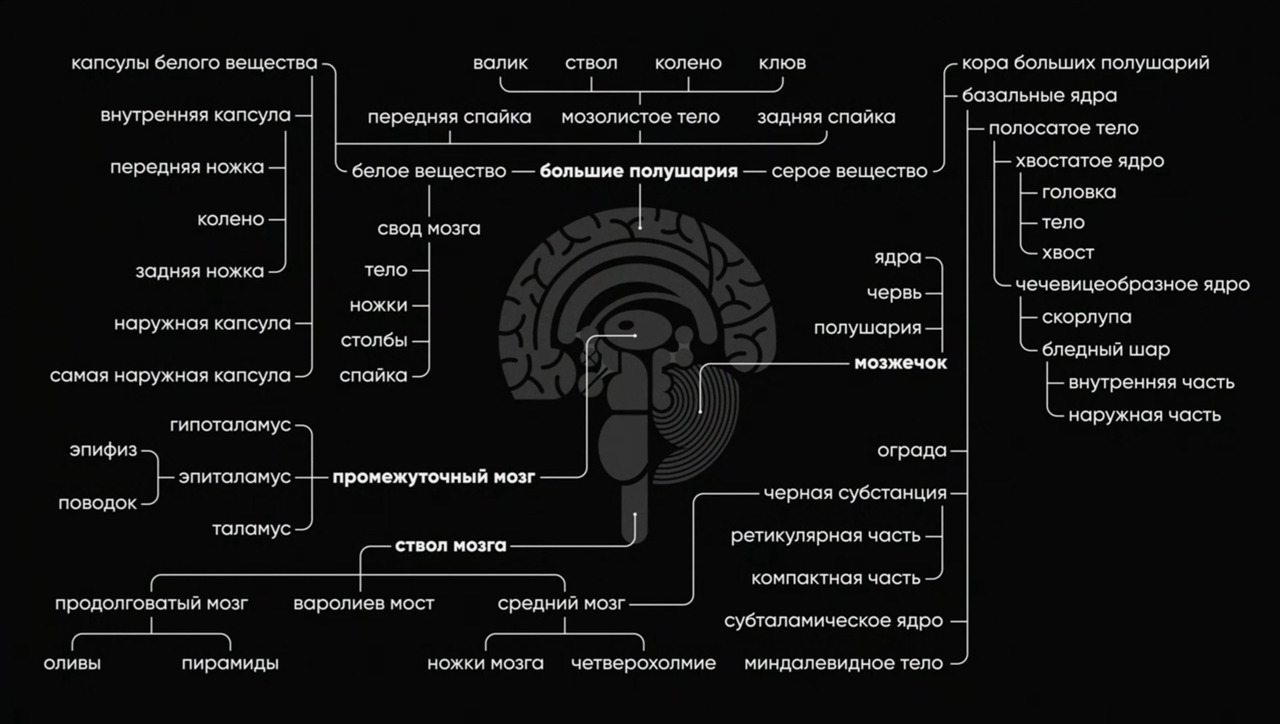 капсулы белого вещества
внутренняя капсула
передняя ножка
колено
задняя ножка
наружная капсула
самая наружная капсула
валик
ствол
колено
клюв
передняя спайка
мозолистое тело
задняя спайка
белое вещество
большие полушария
серое вещество
свод мозга
тело
ножки
столбы
спайка
кора больших полушарий
базальные ядра
полосатое тело
хвостатое ядро
головка
тело
хвост
чечевицеобразное ядро
скорлупа
бледный шар
внутренняя часть
наружная часть
ядра
червь
полушария
мозжечок
ограда
черная субстанция
ретикулярная часть
компактная часть
субталамическое ядро
миндалевидное тело
гипоталамус
эпифиз
эпиталамус
поводок
таламус
промежуточный мозг
ствол мозга
продолговатый мозг
варолиев мост
средний мозг
оливы
пирамиды
ножки мозга
четверохолмие